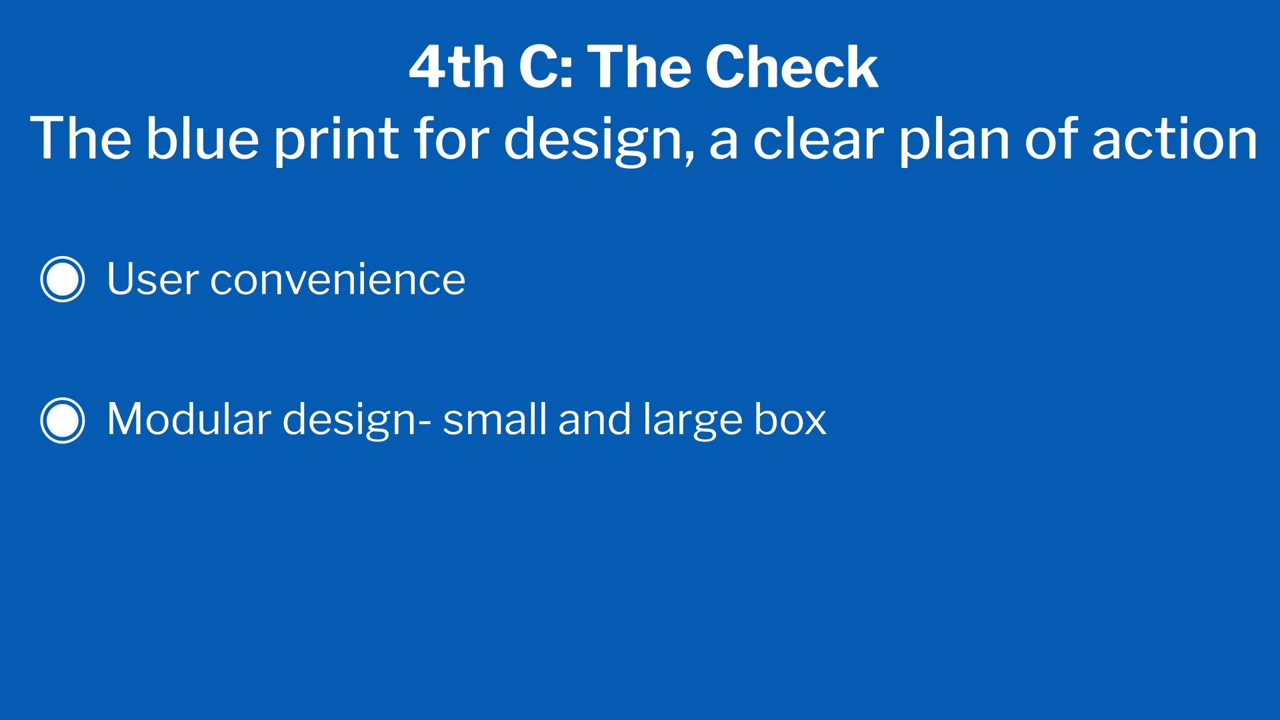 4th C: The Check
The blue print for design, a clear plan of action
User convenience
Modular design- small and large box